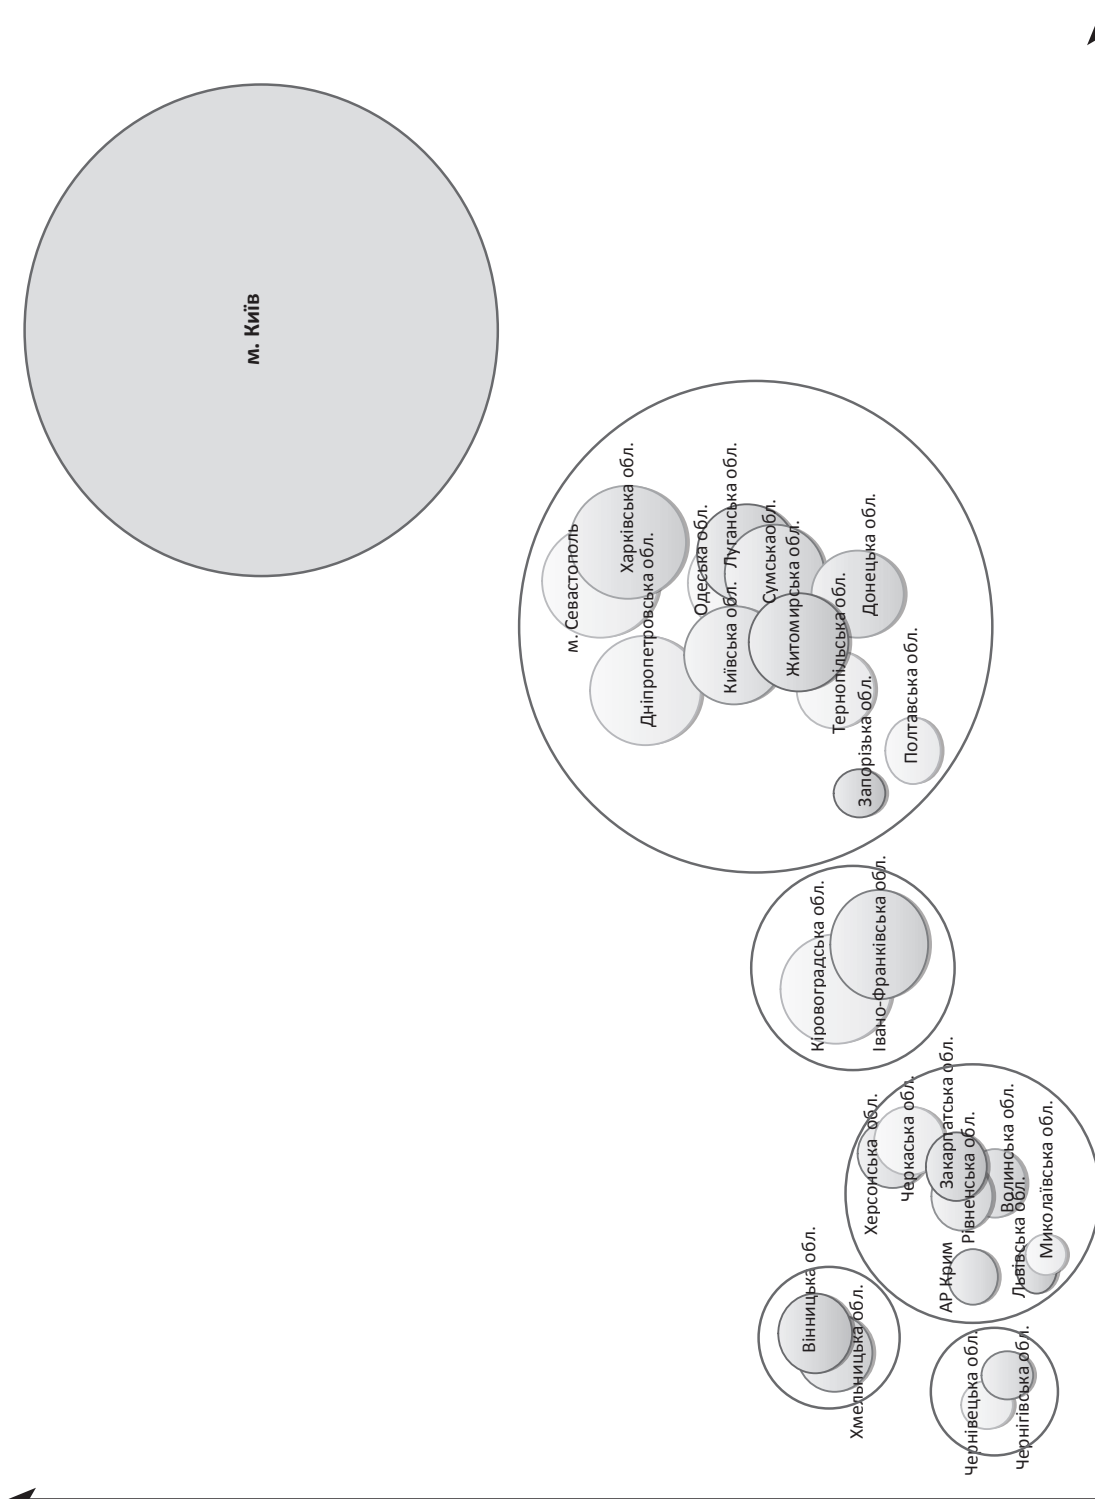 м. Київ
м. Севастополь
Харківська обл.
Дніпропетровська обл.
Одеська обл.
Луганська обл.
Київська обл.
Сумськаобл.
Житомирська обл.
Тернопільська обл.
Донецька обл.
Запорізька обл.
Полтавська обл.
Кіровоградська обл.
Івано-Франківська обл.
Херсонська обл.
Черкаська обл.
Закарпатська обл.
Рівненська обл.
Волинська обл.
Миколаївська обл.
Львівська обл.
АР Крим
Вінницька обл.
Хмельницька обл.
Чернівецька обл.
Чернігівська обл.